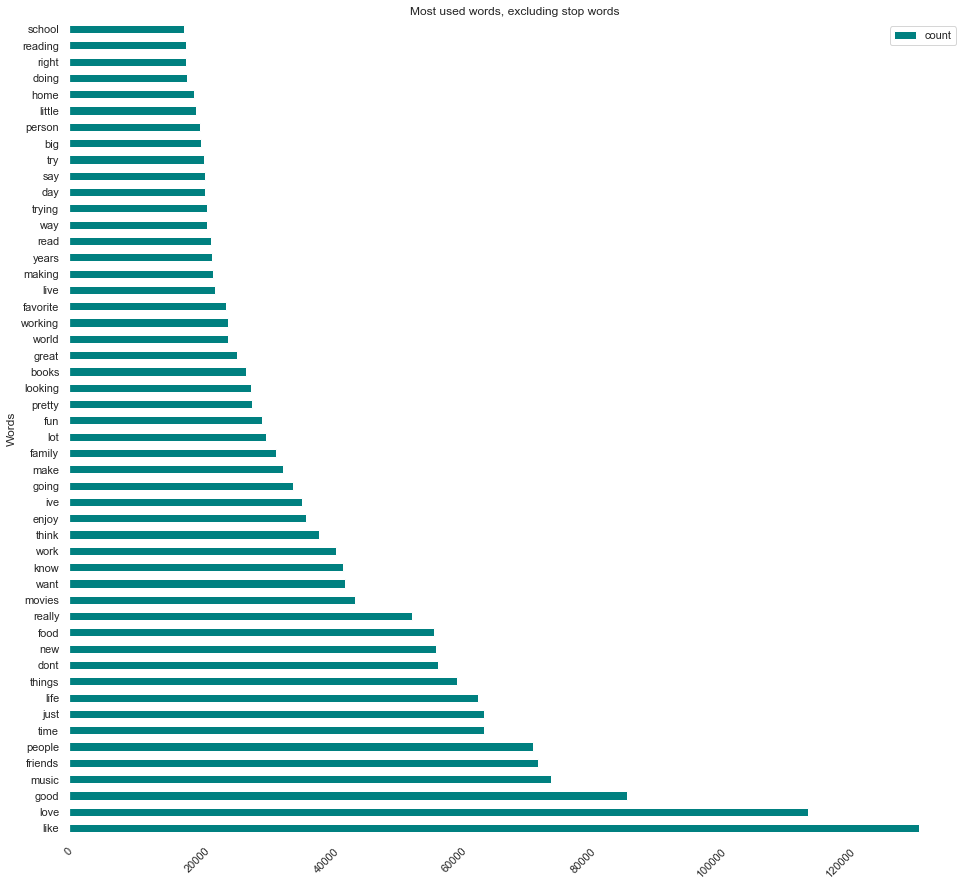 Most used words, excluding stop words
count
Words
school
reading
right
doing
home
little
person
big
try
say
day
trying
way
read
years
making
live
favorite
working
world
great
books
looking
pretty
fun
lot
family
make
going
ive
enjoy
think
work
know
want
movies
really
food
new
dont
things
life
just
time
people
friends
music
good
love
like
0
20000
40000
60000
80000
100000
120000